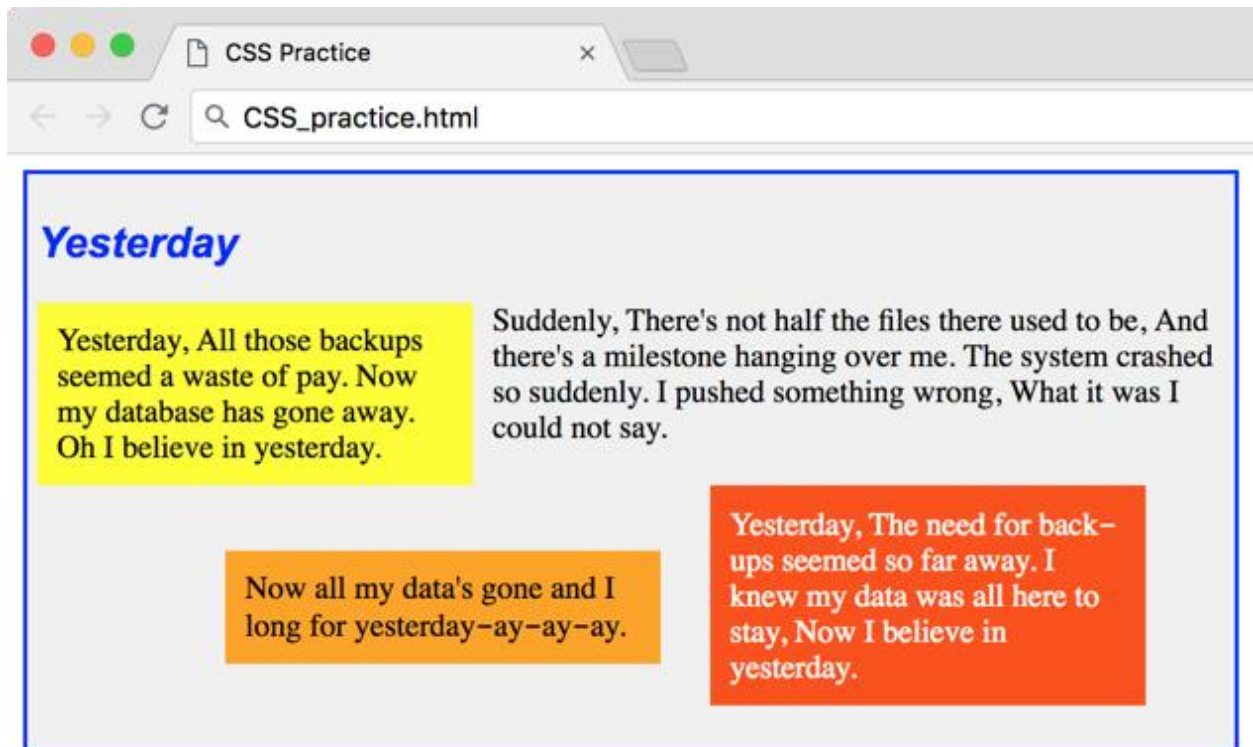 CSS Practice
CSS_practice.html
Yesterday
Yesterday, All those backups
seemed a waste of pay. Now
my database has gone away.
Oh I believe in yesterday.
Suddenly, There's not half the files there used to be, And
there's a milestone hanging over me. The system crashed
so suddenly. I pushed something wrong, What it was I
could not say.
Now all my data's gone and I
long for yesterday-ay-ay-ay.
Yesterday, The need for back-
ups seemed so far away. I
knew my data was all here to
stay, Now I believe in
yesterday.